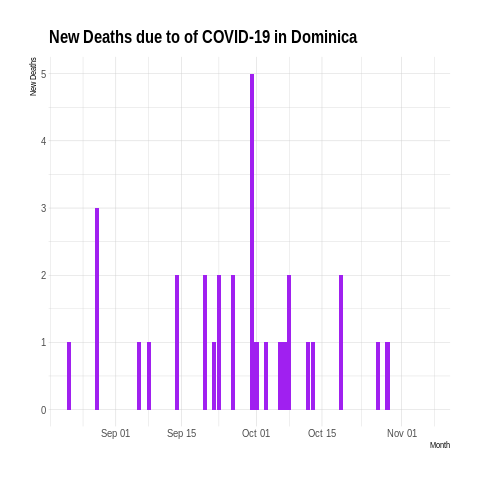 New Deaths due to of COVID-19 in Dominica
New Deaths
5
4
3
2
1
0
Sep 01 Sep 15 Oct 01 Oct 15 Nov 01
Month